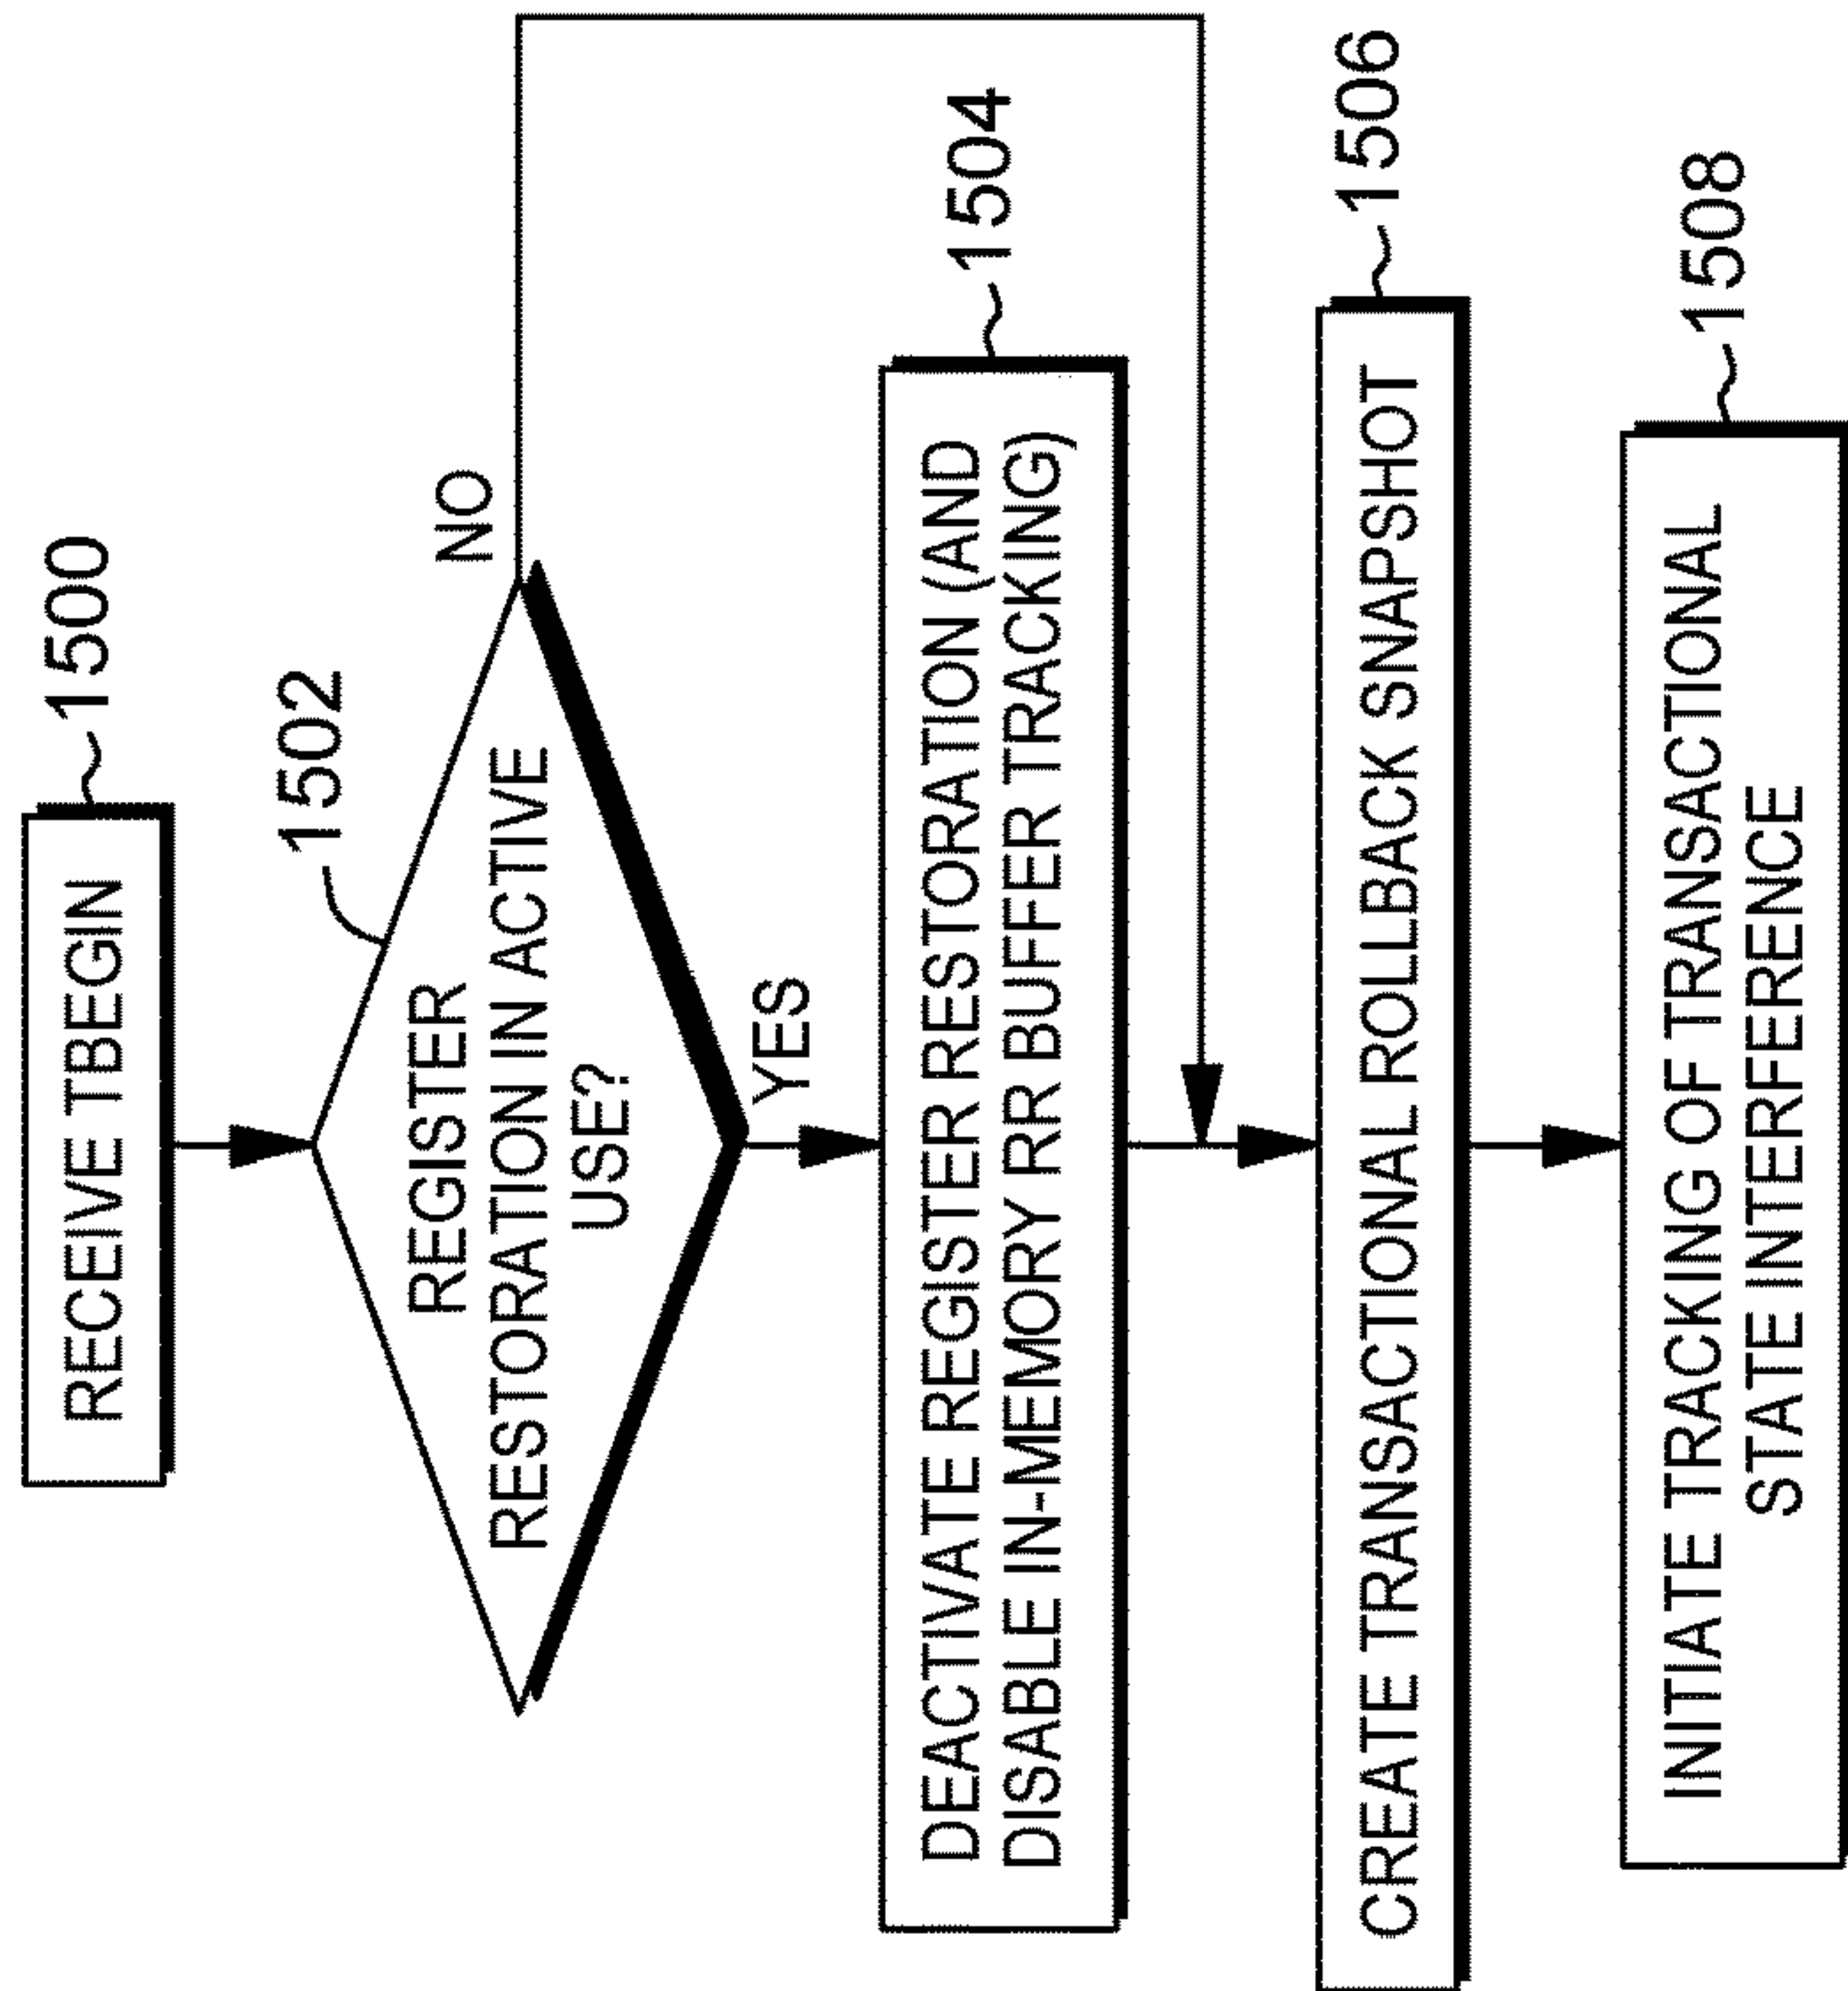 RECEIVE TBEGIN
1500
REGISTER
RESTORATION IN ACTIVE
USE?
1502
NO
YES
DEACTIVATE REGISTER RESTORATION (AND
DISABLE IN-MEMORY RR BUFFER TRACKING)
1504
CREATE TRANSACTIONAL ROLLBACK SNAPSHOT
1506
INITIATE TRACKING OF TRANSACTIONAL
STATE INTERFERENCE
1508